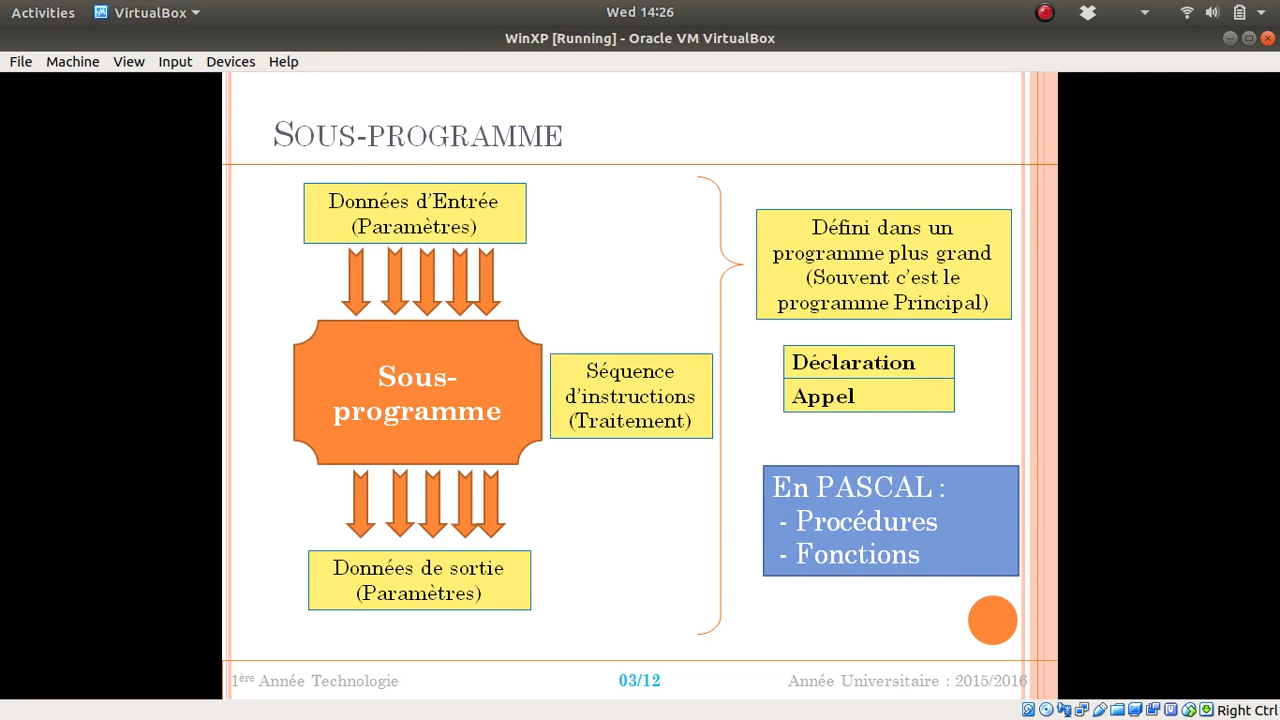 Activities
VirtualBox
Wed 14:26
WinXP [Running] - Oracle VM VirtualBox
File Machine View Input Devices Help
SOUS-PROGRAMME
Données d'Entrée
(Paramètres)
Sous-
programme
Séquence
d'instructions
(Traitement)
Données de sortie
(Paramètres)
Défini dans un
programme plus grand
(Souvent c'est le
programme Principal)
Déclaration
Appel
En PASCAL :
- Procédures
- Fonctions
1ère Année Technologie
03/12
Année Universitaire : 2015/2016
Right Ctrl